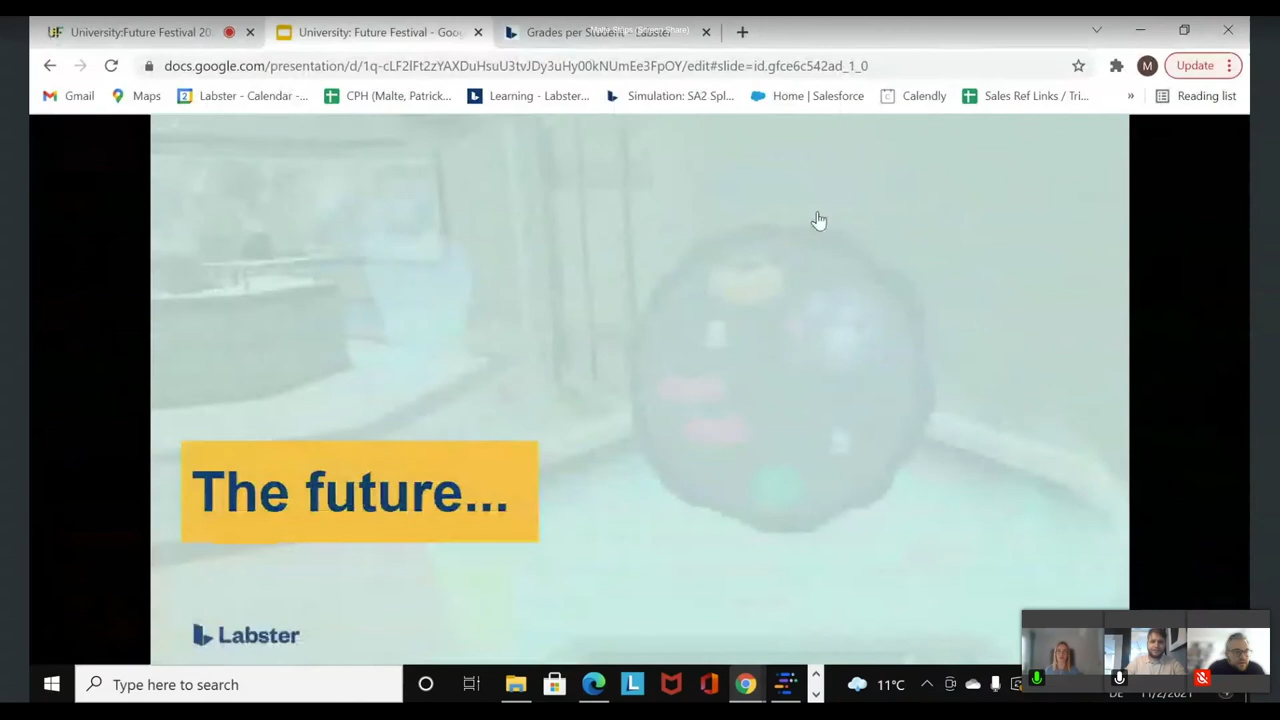 University:Future Festival 20
University: Future Festival - Goog
Grades per Student - Labster
docs.google.com/presentation/d/1q-cLF2lFt2zYAXDuHsuU3tvJDy3uHy00kNUmEe3FpOY/edit#slide=id.gfce6c542ad_1_0
M
Update
Gmail
Maps
Labster - Calendar -...
CPH (Malte, Patrick...
Learning - Labster...
Simulation: SA2 Spl...
Home | Salesforce
Calendly
Sales Ref Links / Tri...
»
Reading list
The future...
Labster
Type here to search
11°C
DE